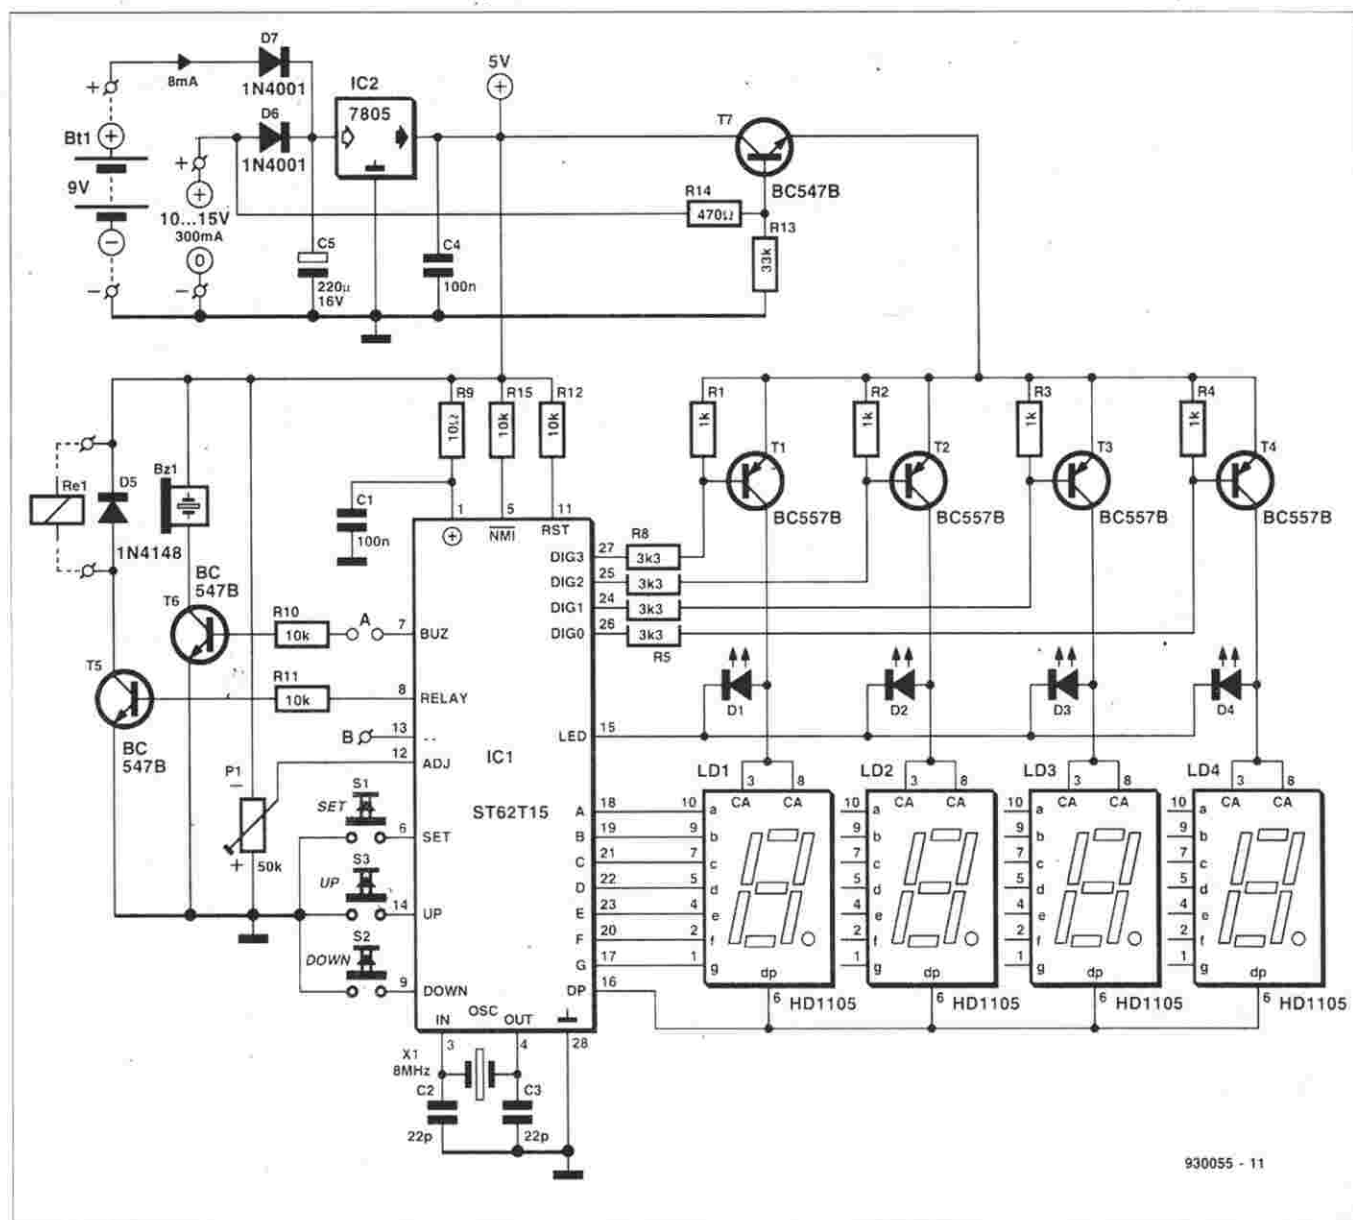 D7
8mA
1N4001
+
Bt1
+
9V
−
−
D6
1N4001
+
+
10...15V
300mA
0
−
IC2
7805
5V
+
C5
220µ
16V
C4
100n
T7
BC547B
R14
470Ω
R13
33k
Re1
D5
1N4148
Bz1
R9
10Ω
R15
10k
R12
10k
C1
100n
R1
1k
T1
BC557B
R2
1k
T2
BC557B
R3
1k
T3
BC557B
R4
1k
T4
BC557B
T6
BC
547B
T5
BC
547B
R10
10k
A
R11
10k
B
P1
−
+
50k
S1
SET
S3
UP
S2
DOWN
1
+
5
NMI
11
RST
7 BUZ
8 RELAY
13 --
12 ADJ
6 SET
14 UP
9 DOWN
IC1
ST62T15
DIG3 27
DIG2 25
DIG1 24
DIG0 26
R8
3k3
3k3
3k3
3k3
R5
LED 15
A 18
B 19
C 21
D 22
E 23
F 20
G 17
DP 16
OSC
IN
OUT
3
4
28
X1
8MHz
C2
22p
C3
22p
D1
D2
D3
D4
LD1
3
8
CA
CA
10 a
9 b
7 c
5 d
4 e
2 f
1 g
dp
6
HD1105
LD2
3
8
CA
CA
10 a
9 b
7 c
5 d
4 e
2 f
1 g
dp
6
HD1105
LD3
3
8
CA
CA
10 a
9 b
7 c
5 d
4 e
2 f
1 g
dp
6
HD1105
LD4
3
8
CA
CA
10 a
9 b
7 c
5 d
4 e
2 f
1 g
dp
6
HD1105
930055 - 11